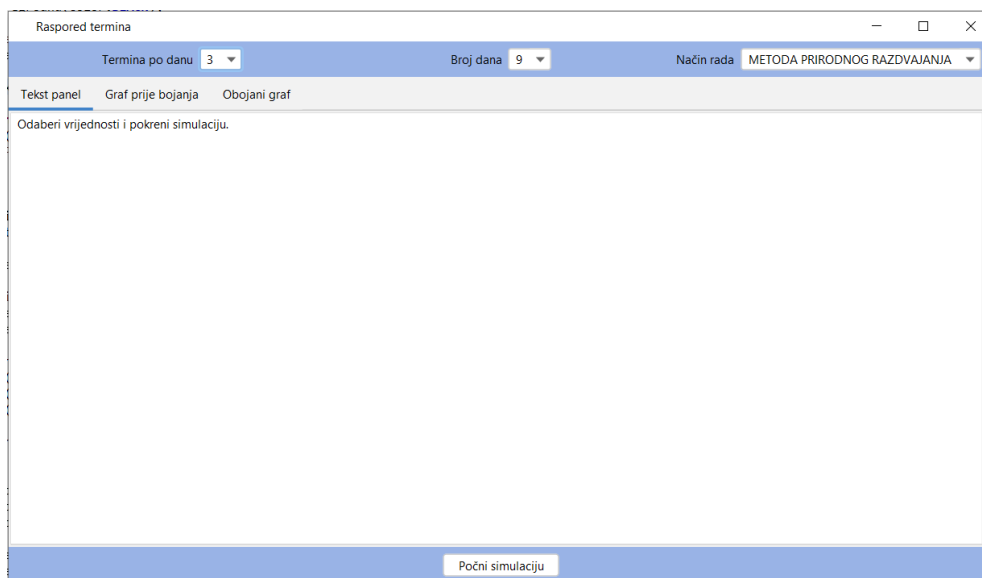 Raspored termina
Termina po danu 3 Broj dana 9 Način rada METODA PRIRODNOG RAZDVAJANJA
Tekst panel Graf prije bojanja Obojani graf
Odaberi vrijednosti i pokreni simulaciju.
Počni simulaciju